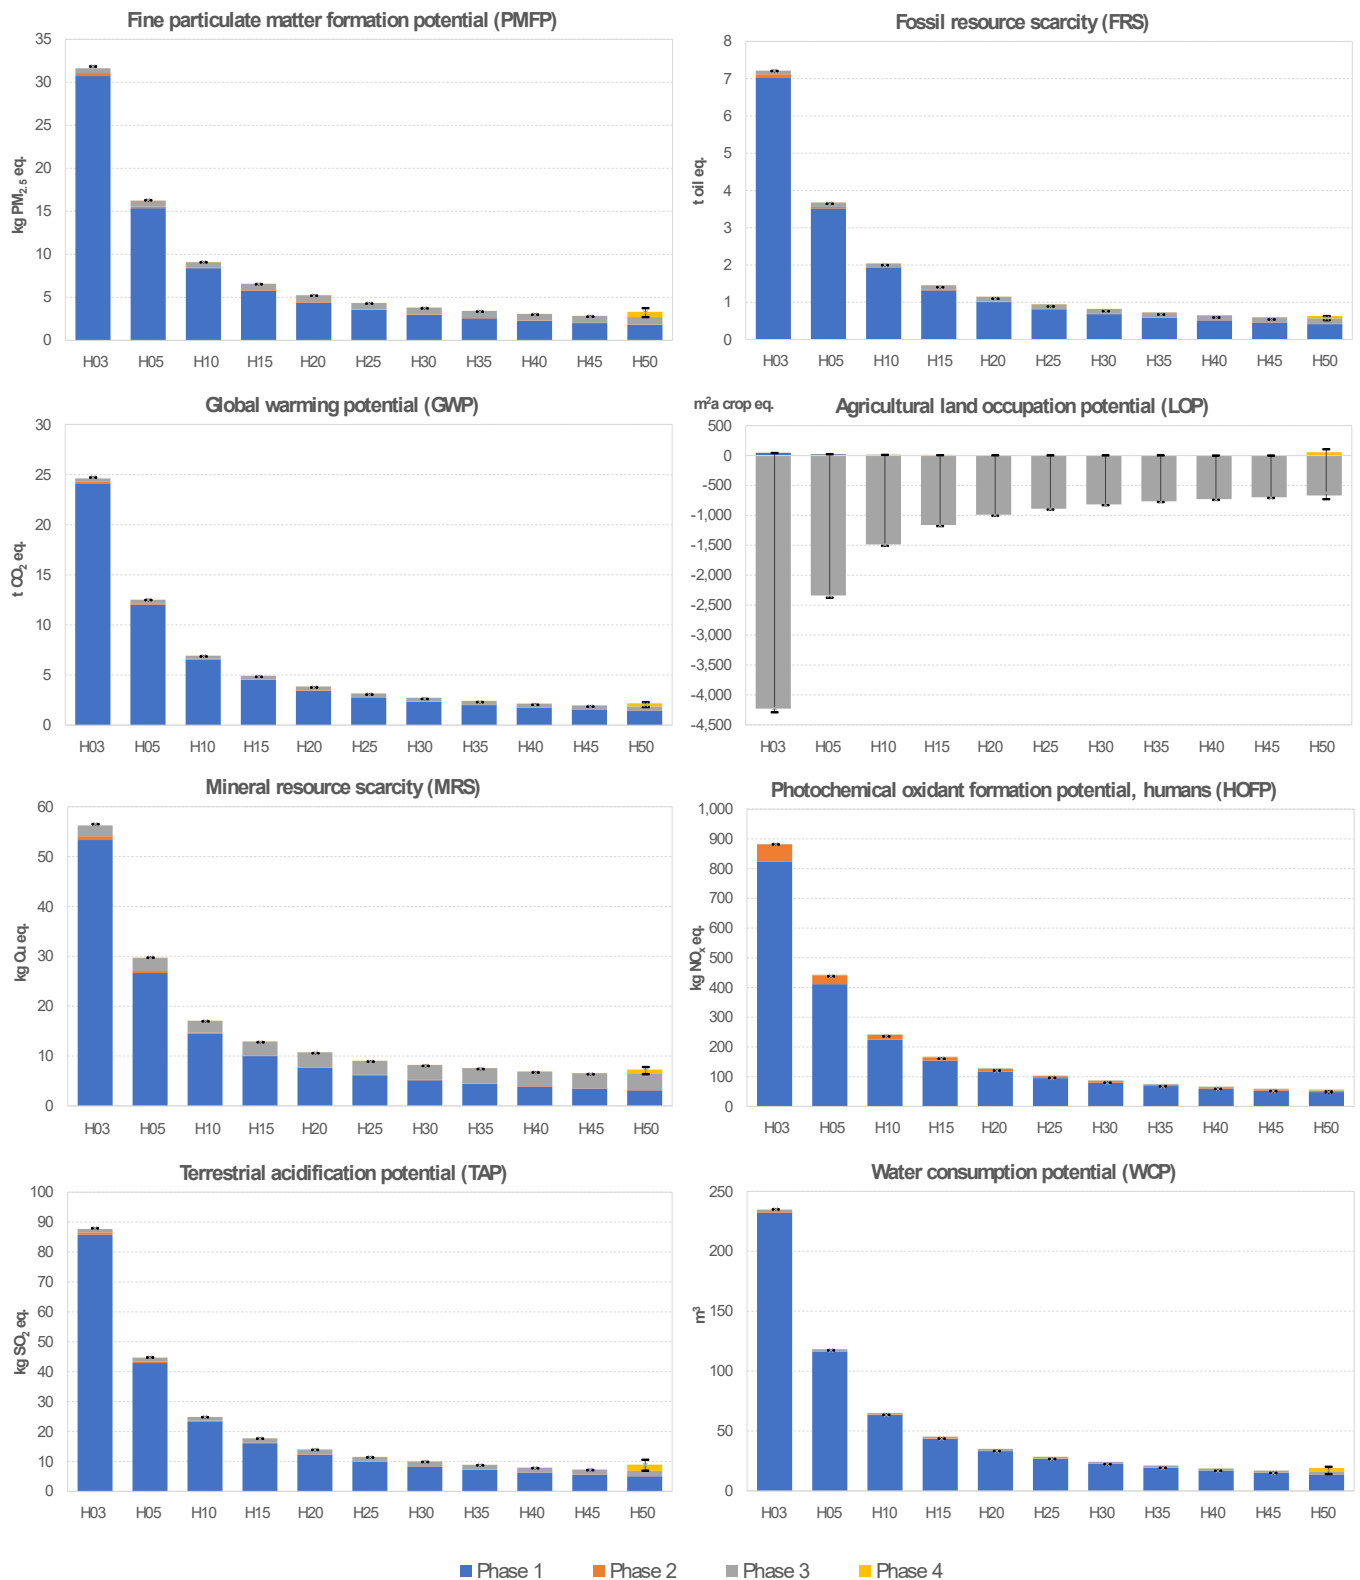 Fine particulate matter formation potential (PMFP)
35
30
25
20
15
10
5
0
kg PM2.5 eq.
H03 H05 H10 H15 H20 H25 H30 H35 H40 H45 H50
Fossil resource scarcity (FRS)
8
7
6
5
4
3
2
1
0
t oil eq.
H03 H05 H10 H15 H20 H25 H30 H35 H40 H45 H50
Global warming potential (GWP)
30
25
20
15
10
5
0
t CO2 eq.
H03 H05 H10 H15 H20 H25 H30 H35 H40 H45 H50
m²a crop eq.
Agricultural land occupation potential (LOP)
500
0
-500
-1,000
-1,500
-2,000
-2,500
-3,000
-3,500
-4,000
-4,500
H03 H05 H10 H15 H20 H25 H30 H35 H40 H45 H50
Mineral resource scarcity (MRS)
60
50
40
30
20
10
0
kg Cu eq.
H03 H05 H10 H15 H20 H25 H30 H35 H40 H45 H50
Photochemical oxidant formation potential, humans (HOFP)
1,000
900
800
700
600
500
400
300
200
100
0
kg NOx eq.
H03 H05 H10 H15 H20 H25 H30 H35 H40 H45 H50
Terrestrial acidification potential (TAP)
100
90
80
70
60
50
40
30
20
10
0
kg SO2 eq.
H03 H05 H10 H15 H20 H25 H30 H35 H40 H45 H50
Water consumption potential (WCP)
250
200
150
100
50
0
m³
H03 H05 H10 H15 H20 H25 H30 H35 H40 H45 H50
Phase 1 Phase 2 Phase 3 Phase 4